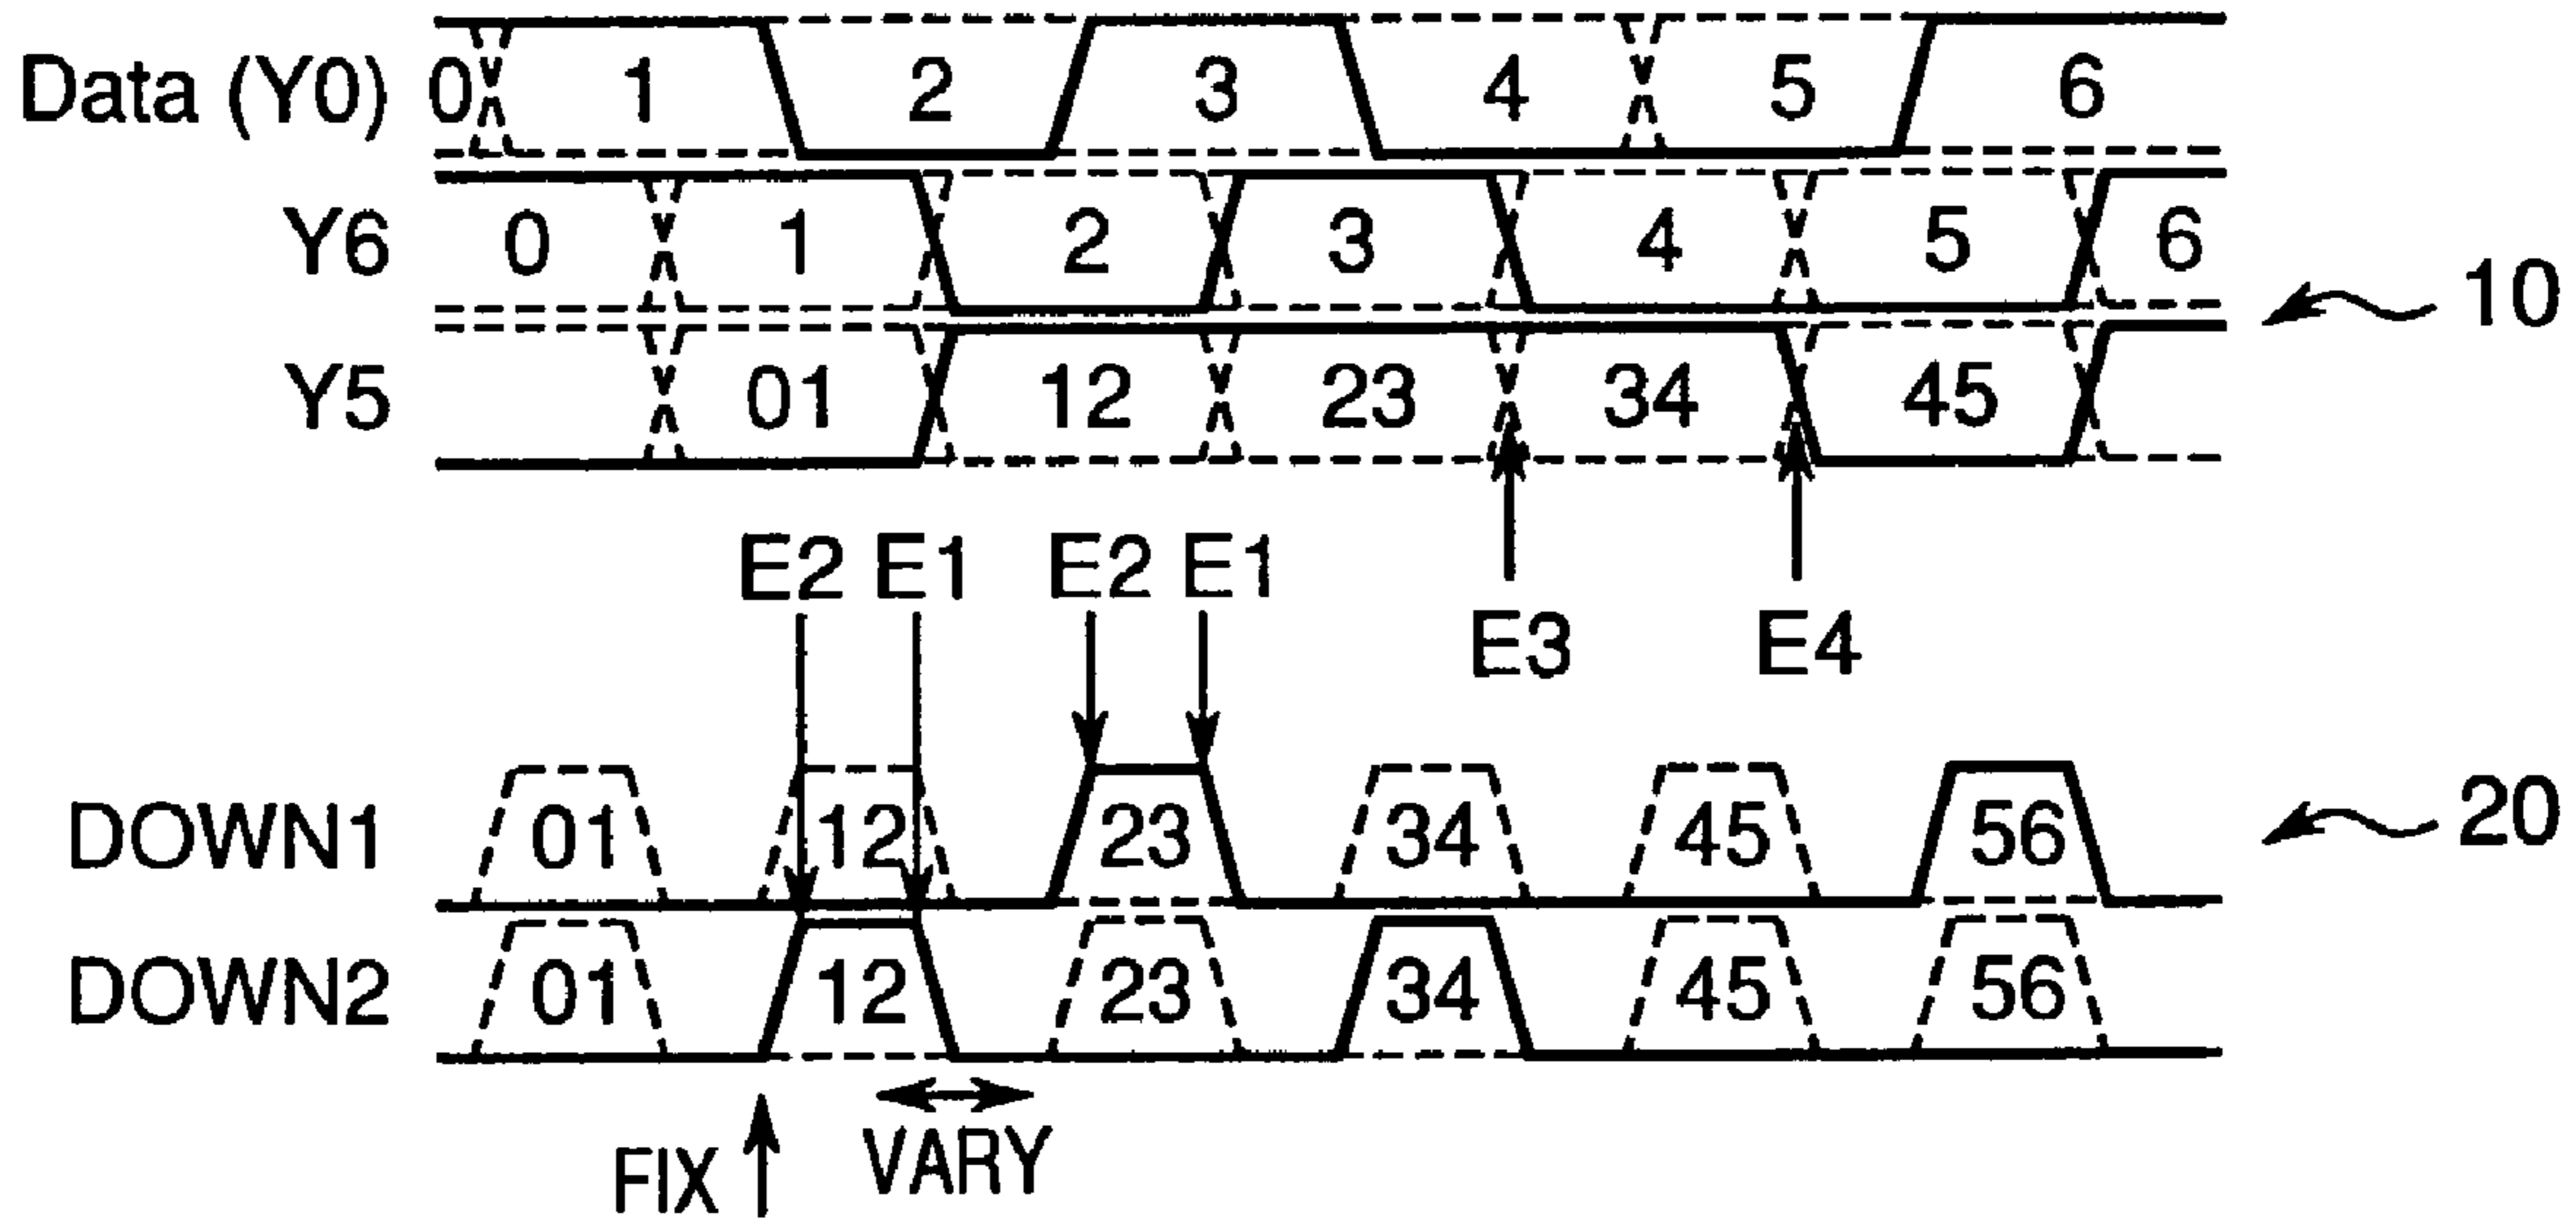 Data (Y0) 0 1 2 3 4 5 6
Y6 0 1 2 3 4 5 6
10
Y5 01 12 23 34 45
E2 E1 E2 E1
E3 E4
DOWN1 01 12 23 34 45 56
20
DOWN2 01 12 23 34 45 56
FIX VARY